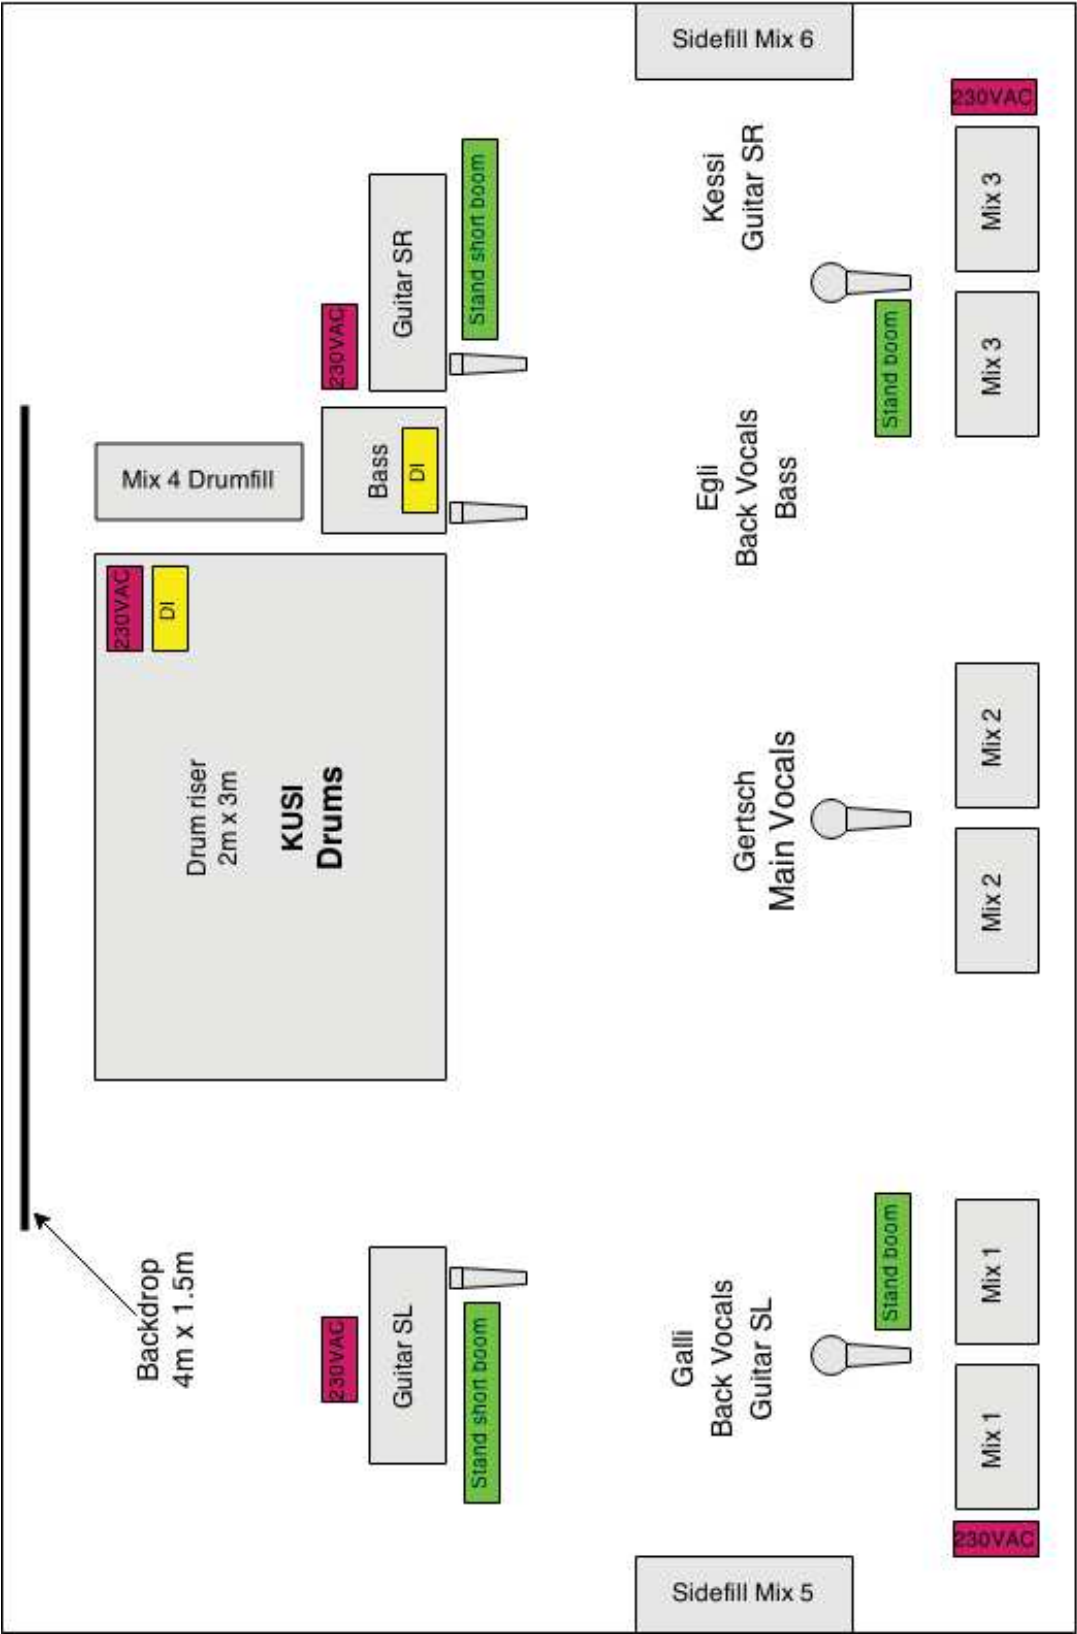 Sidefill Mix 6
230VAC
Mix 3
Mix 3
Kessi
Guitar SR
Stand boom
Stand short boom
Guitar SR
230VAC
Mix 4 Drumfill
Bass
DI
Egli
Back Vocals
Bass
230VAC
DI
Drum riser
2m x 3m
KUSI
Drums
Gertsch
Main Vocals
Mix 2
Mix 2
Backdrop
4m x 1.5m
230VAC
Guitar SL
Stand short boom
Galli
Back Vocals
Guitar SL
Stand boom
Mix 1
Mix 1
230VAC
Sidefill Mix 5